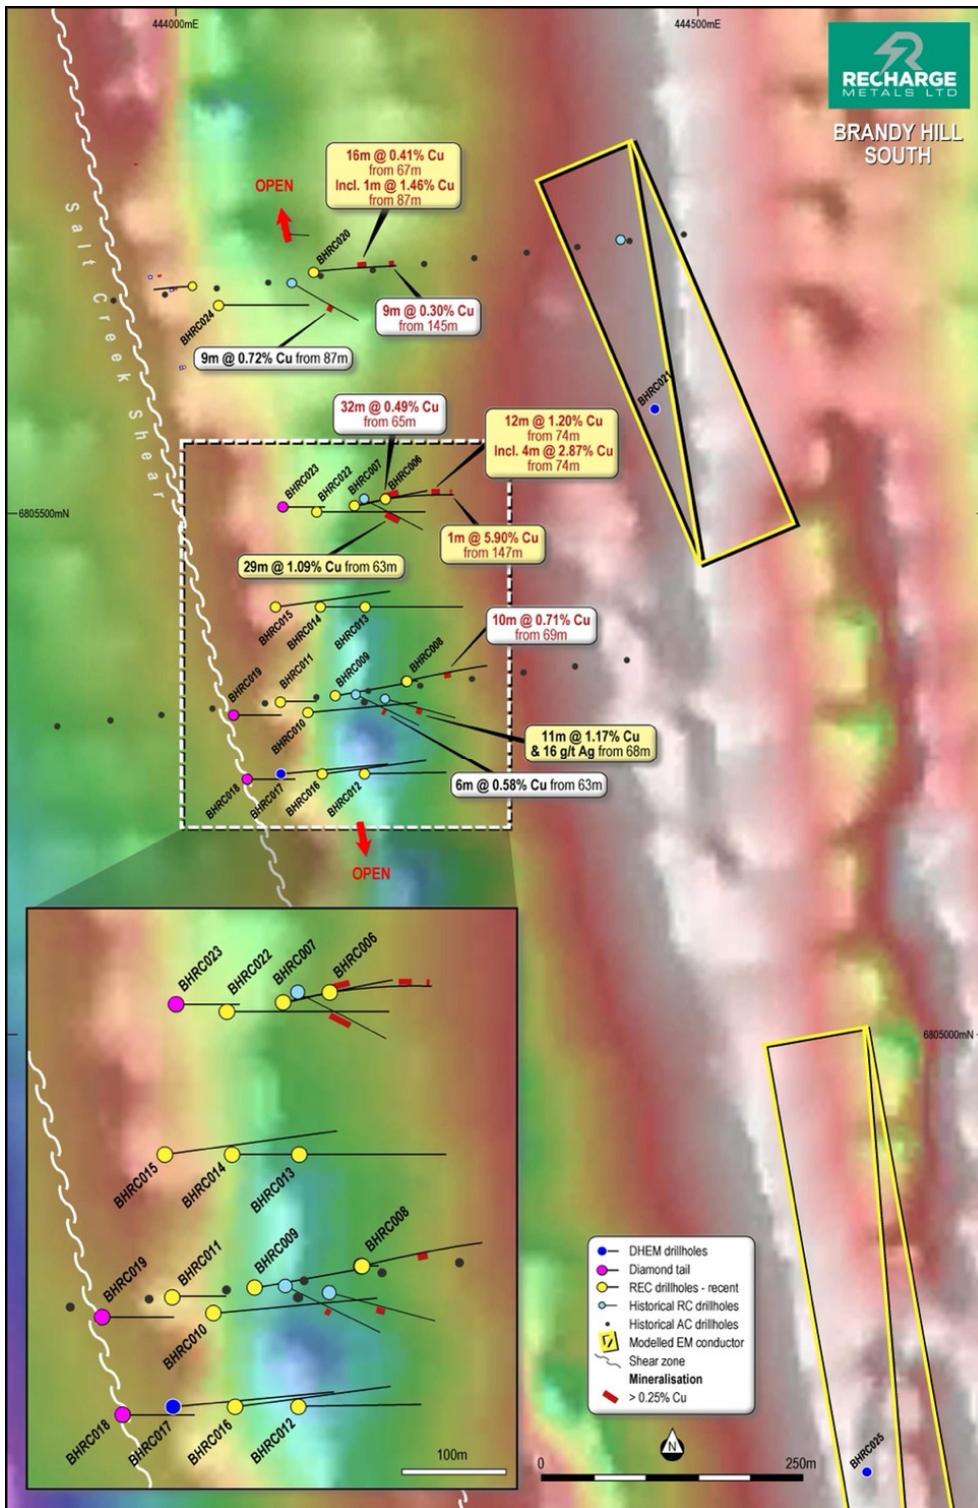 444000mE
444500mE
RECHARGE
METALS LTD
BRANDY HILL
SOUTH
16m @ 0.41% Cu
from 67m
Incl. 1m @ 1.46% Cu
from 87m
OPEN
Salt Creek Shear
BHRC020
BHRC024
9m @ 0.30% Cu
from 145m
9m @ 0.72% Cu from 87m
BHRC021
32m @ 0.49% Cu
from 65m
12m @ 1.20% Cu
from 74m
Incl. 4m @ 2.87% Cu
from 74m
BHRC023
BHRC022
BHRC007
BHRC006
6805500mN
1m @ 5.90% Cu
from 147m
29m @ 1.09% Cu from 63m
BHRC015
BHRC014
BHRC013
10m @ 0.71% Cu
from 69m
BHRC019
BHRC011
BHRC009
BHRC008
BHRC010
11m @ 1.17% Cu
& 16 g/t Ag from 68m
6m @ 0.58% Cu from 63m
BHRC018
BHRC017
BHRC016
BHRC012
OPEN
BHRC023
BHRC022
BHRC007
BHRC006
6805000mN
BHRC015
BHRC014
BHRC013
BHRC019
BHRC011
BHRC009
BHRC008
BHRC010
BHRC018
BHRC017
BHRC016
BHRC012
100m
DHEM drillholes
Diamond tail
REC drillholes - recent
Historical RC drillholes
Historical AC drillholes
Modelled EM conductor
Shear zone
Mineralisation
> 0.25% Cu
N
0
250m
BHRC025